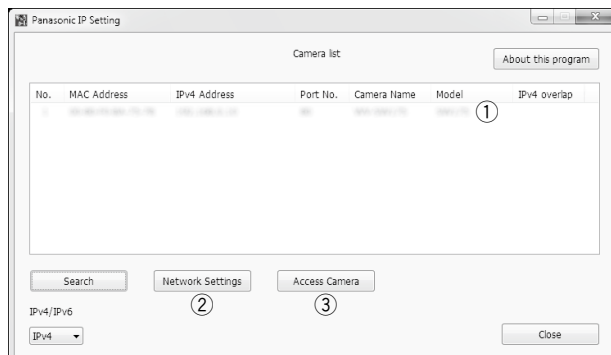 Panasonic IP Setting
Camera list
About this program
No. MAC Address IPv4 Address Port No. Camera Name Model IPv4 overlap
①
Search Network Settings Access Camera
② ③
IPv4/IPv6
IPv4 Close